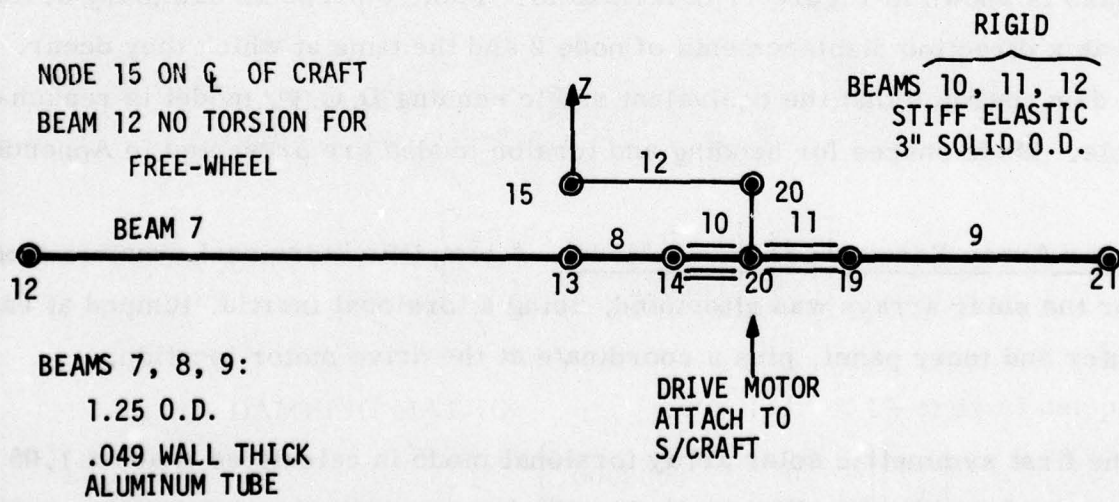 RIGID
NODE 15 ON ℄ OF CRAFT
BEAM 12 NO TORSION FOR
FREE-WHEEL
BEAMS 10, 11, 12
STIFF ELASTIC
3" SOLID O.D.
Z
12
15
20
BEAM 7
8
10
11
9
12
13
14
20
19
21
BEAMS 7, 8, 9:
1.25 O.D.
.049 WALL THICK
ALUMINUM TUBE
DRIVE MOTOR
ATTACH TO
S/CRAFT